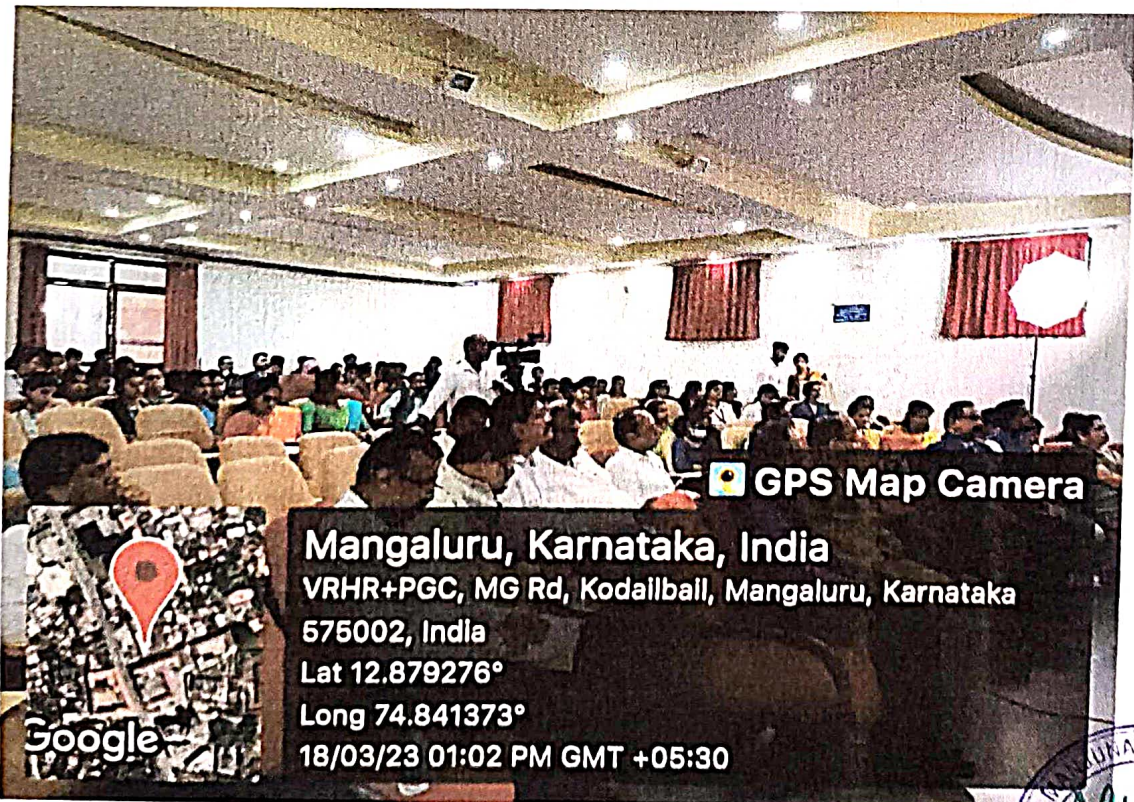 GPS Map Camera
Mangaluru, Karnataka, India
VRHR+PGC, MG Rd, Kodailbail, Mangaluru, Karnataka
575002, India
Lat 12.879276°
Long 74.841373°
18/03/23 01:02 PM GMT +05:30
Google